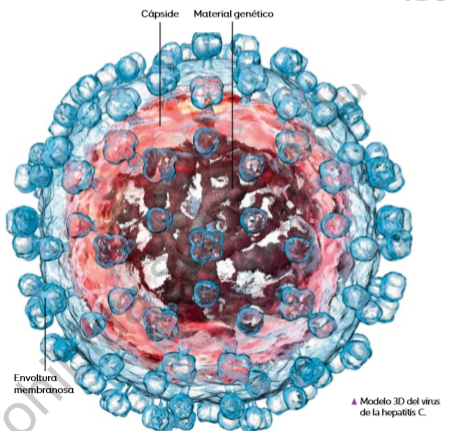 Cápside Material genético
Envoltura
membranosa
▲ Modelo 3D del virus
de la hepatitis C.